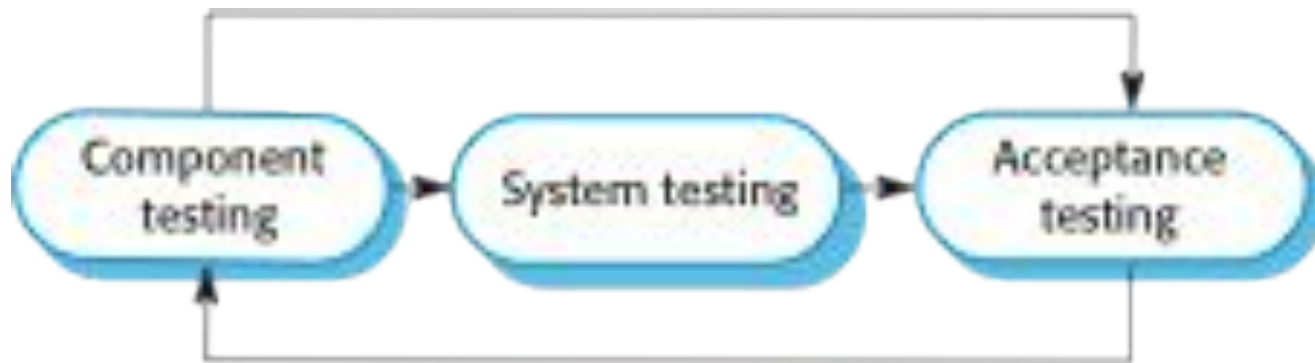 Component
testing
System testing
Acceptance
testing